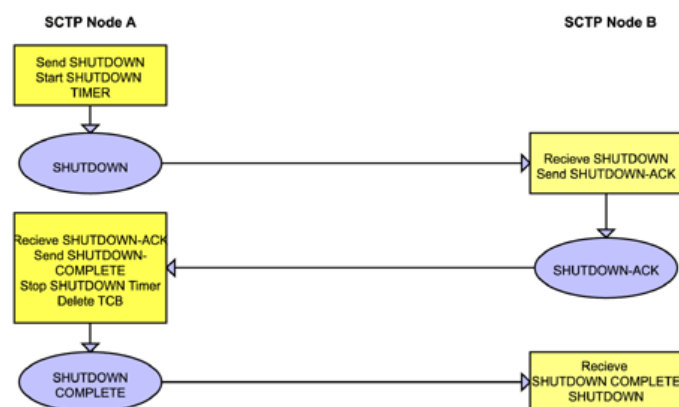 SCTP Node A
SCTP Node B
Send SHUTDOWN
Start SHUTDOWN
TIMER
SHUTDOWN
Recieve SHUTDOWN
Send SHUTDOWN-ACK
Recieve SHUTDOWN-ACK
Send SHUTDOWN-
COMPLETE
Stop SHUTDOWN Timer
Delete TCB
SHUTDOWN-ACK
SHUTDOWN
COMPLETE
Recieve
SHUTDOWN COMPLETE
SHUTDOWN